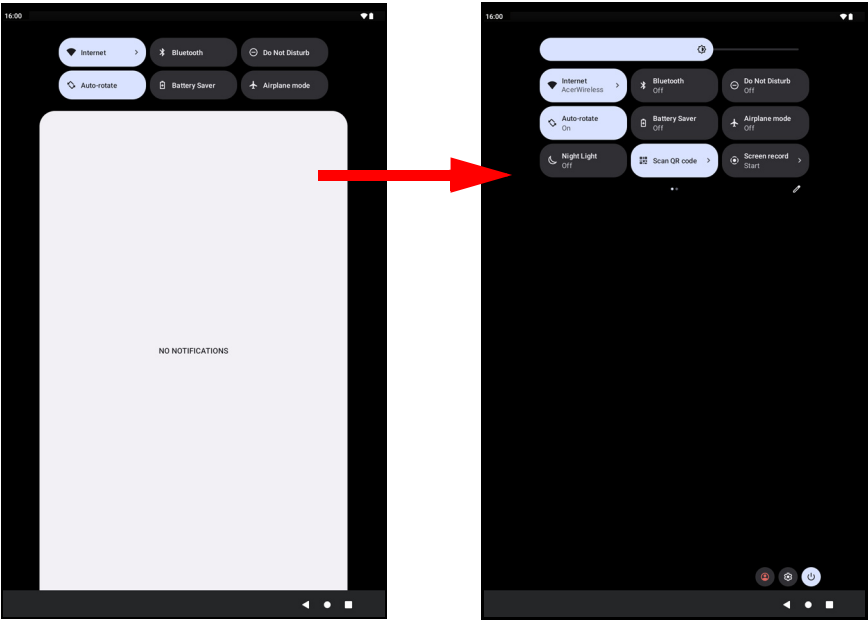 16:00
Internet
Bluetooth
Do Not Disturb
Auto-rotate
Battery Saver
Airplane mode
NO NOTIFICATIONS
16:00
Internet
AcerWireless
Bluetooth
Off
Do Not Disturb
Off
Auto-rotate
On
Battery Saver
Off
Airplane mode
Off
Night Light
Off
Scan QR code
Screen record
Start